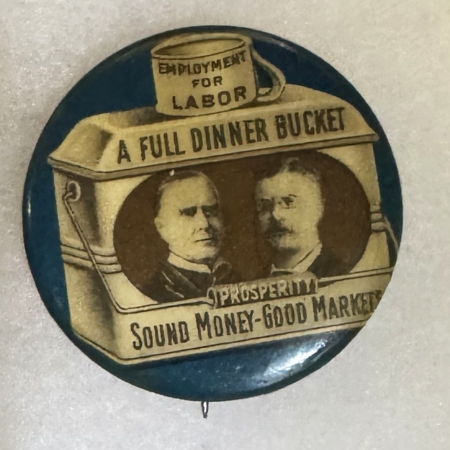 EMPLOYMENT
FOR
LABOR
A FULL DINNER BUCKET
PROSPERITY
SOUND MONEY-GOOD MARKETS